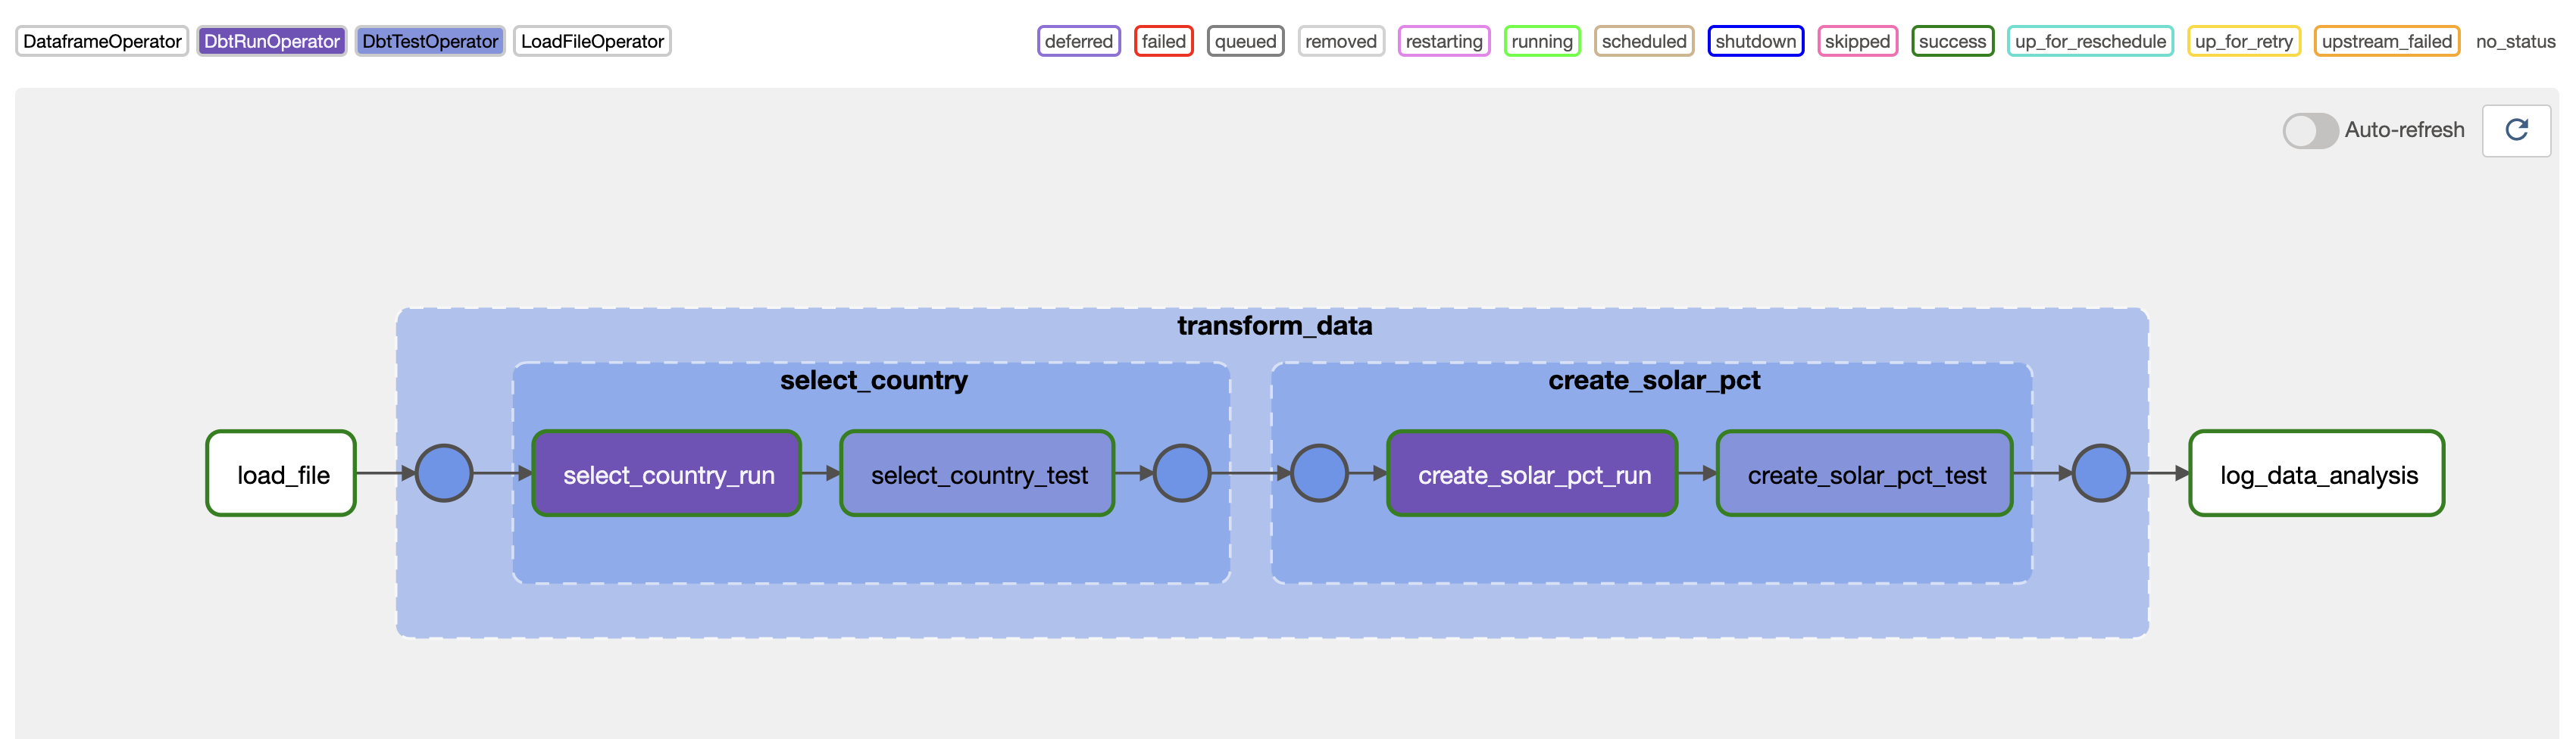 DataframeOperator DbtRunOperator DbtTestOperator LoadFileOperator deferred failed queued removed restarting running scheduled shutdown skipped success up_for_reschedule up_for_retry upstream_failed no_status
Auto-refresh
transform_data
select_country create_solar_pct
load_file select_country_run select_country_test create_solar_pct_run create_solar_pct_test log_data_analysis